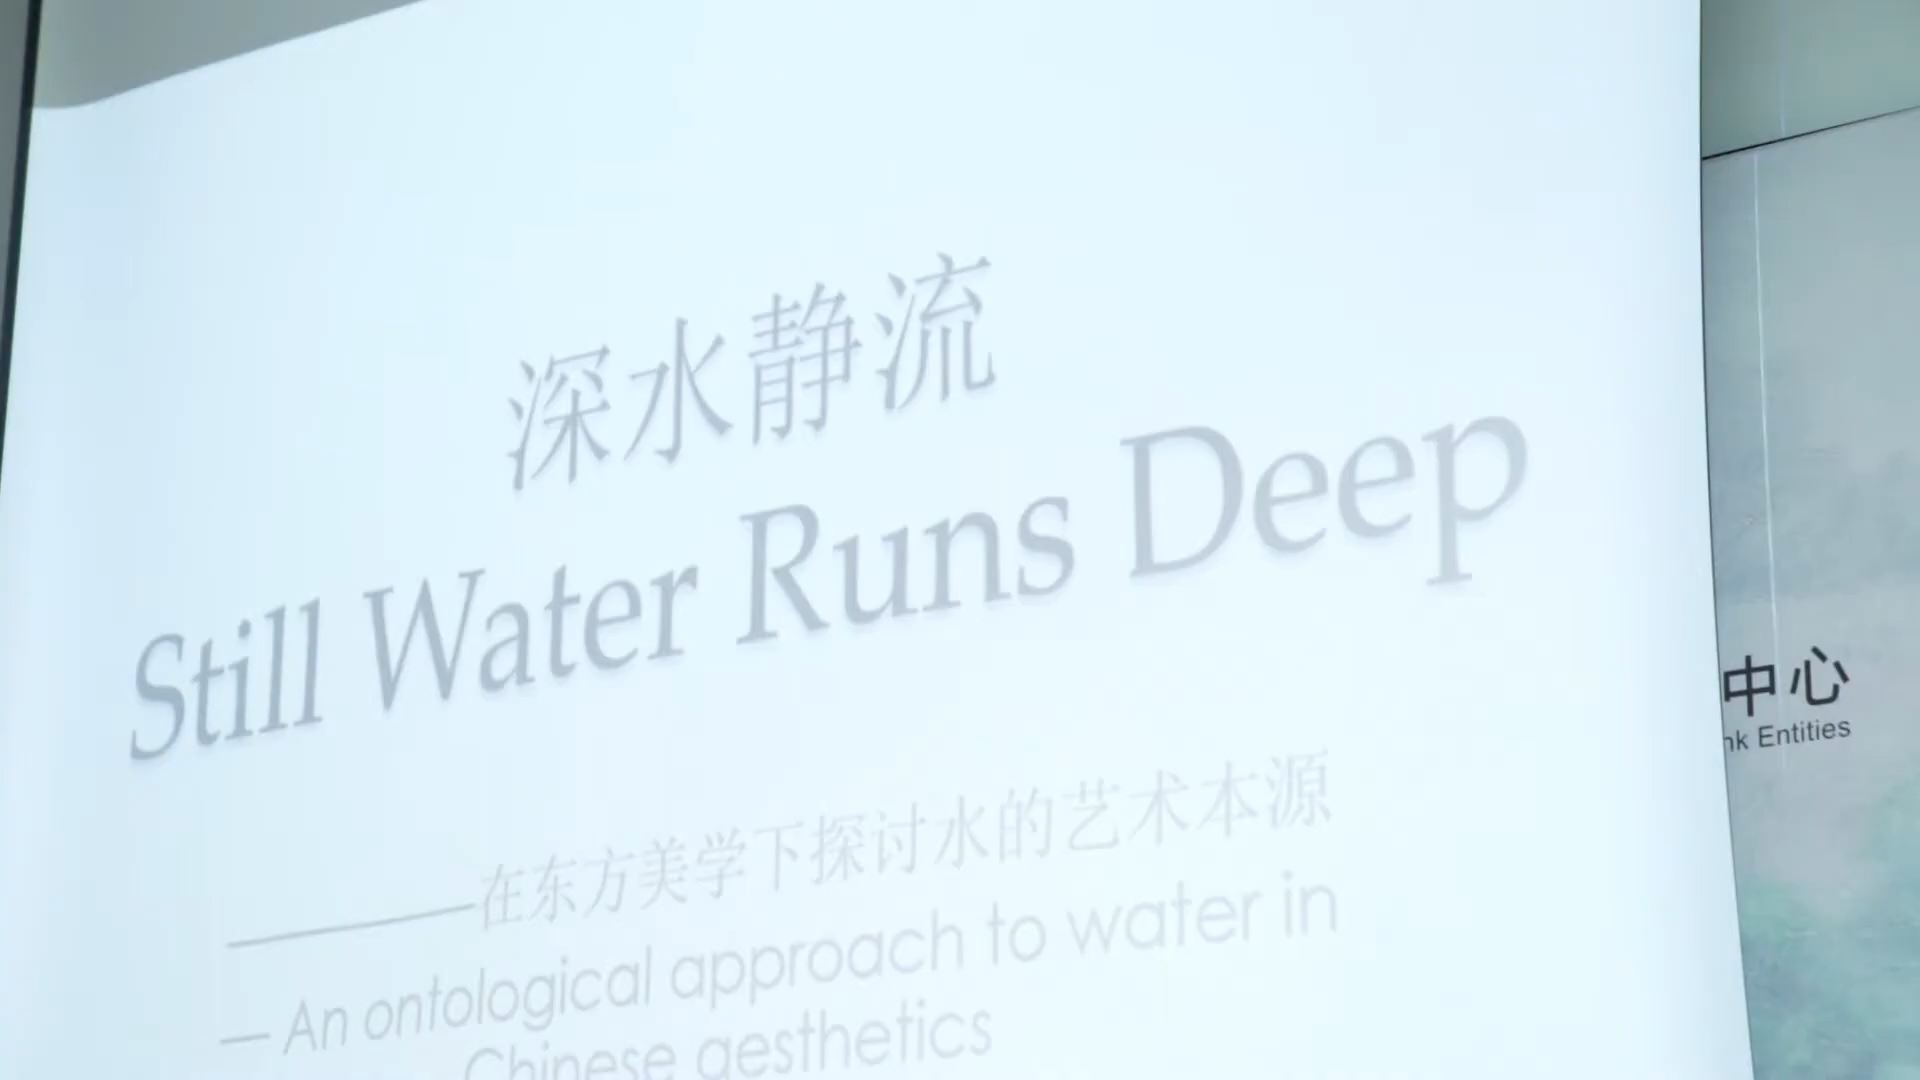 深水静流
Still Water Runs Deep
————在东方美学下探讨水的艺术本源
— An ontological approach to water in
Chinese aesthetics
中心
nk Entities